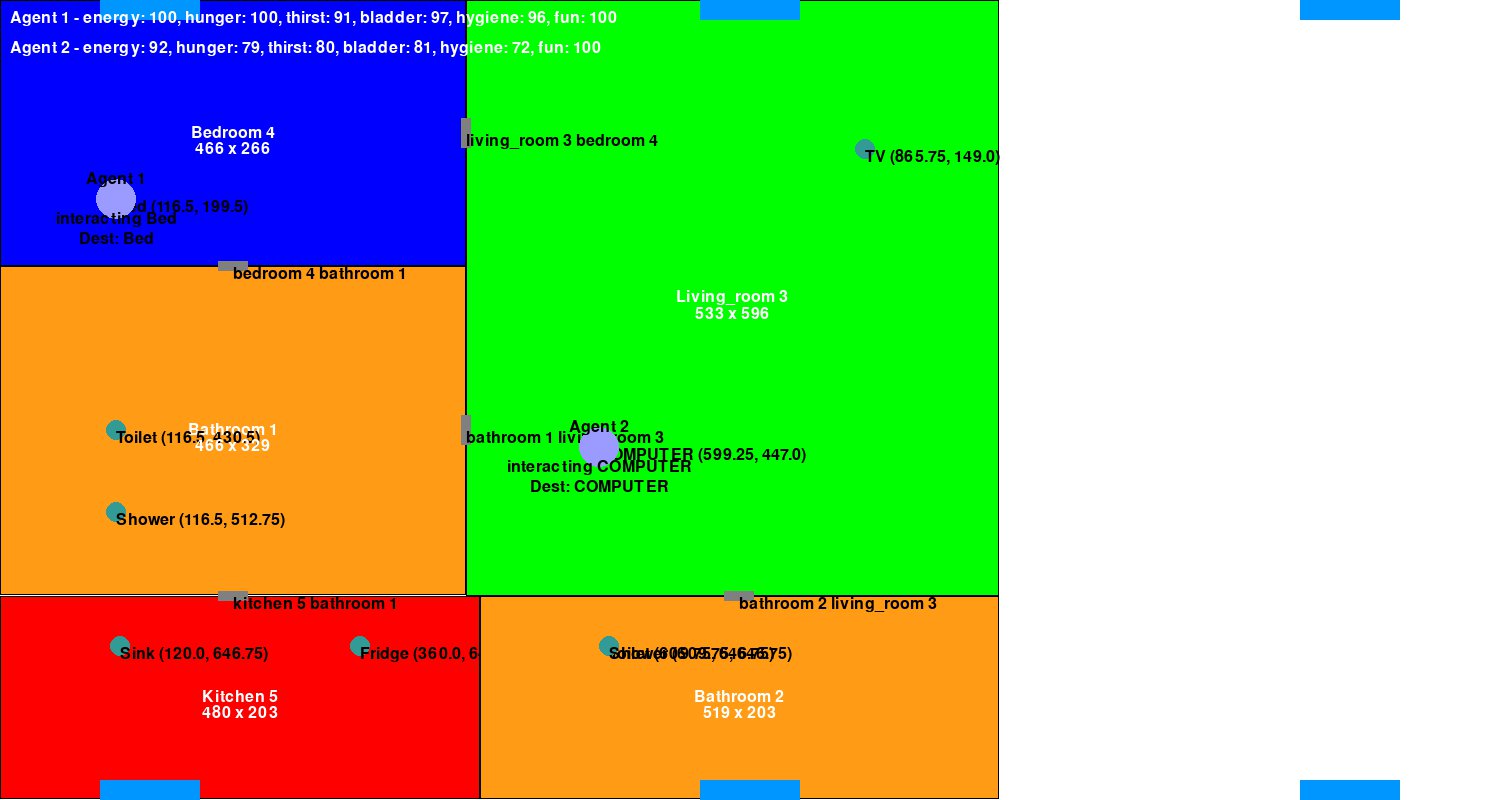 Agent 1 - energy: 100, hunger: 100, thirst: 91, bladder: 97, hygiene: 96, fun: 100
Agent 2 - energy: 92, hunger: 79, thirst: 80, bladder: 81, hygiene: 72, fun: 100
Bedroom 4
466 x 266
living_room 3 bedroom 4
TV (865.75, 149.0)
Agent 1
(116.5, 199.5)
interacting Bed
Dest: Bed
bedroom 4 bathroom 1
Living_room 3
533 x 596
Bathroom 1
466 x 329
Toilet (116.5, 430.5)
Agent 2
bathroom 1 living_room 3
COMPUTER (599.25, 447.0)
interacting COMPUTER
Dest: COMPUTER
Shower (116.5, 512.75)
kitchen 5 bathroom 1
bathroom 2 living_room 3
Sink (120.0, 646.75)
Fridge (360.0, 6
Kitchen 5
480 x 203
Bathroom 2
519 x 203